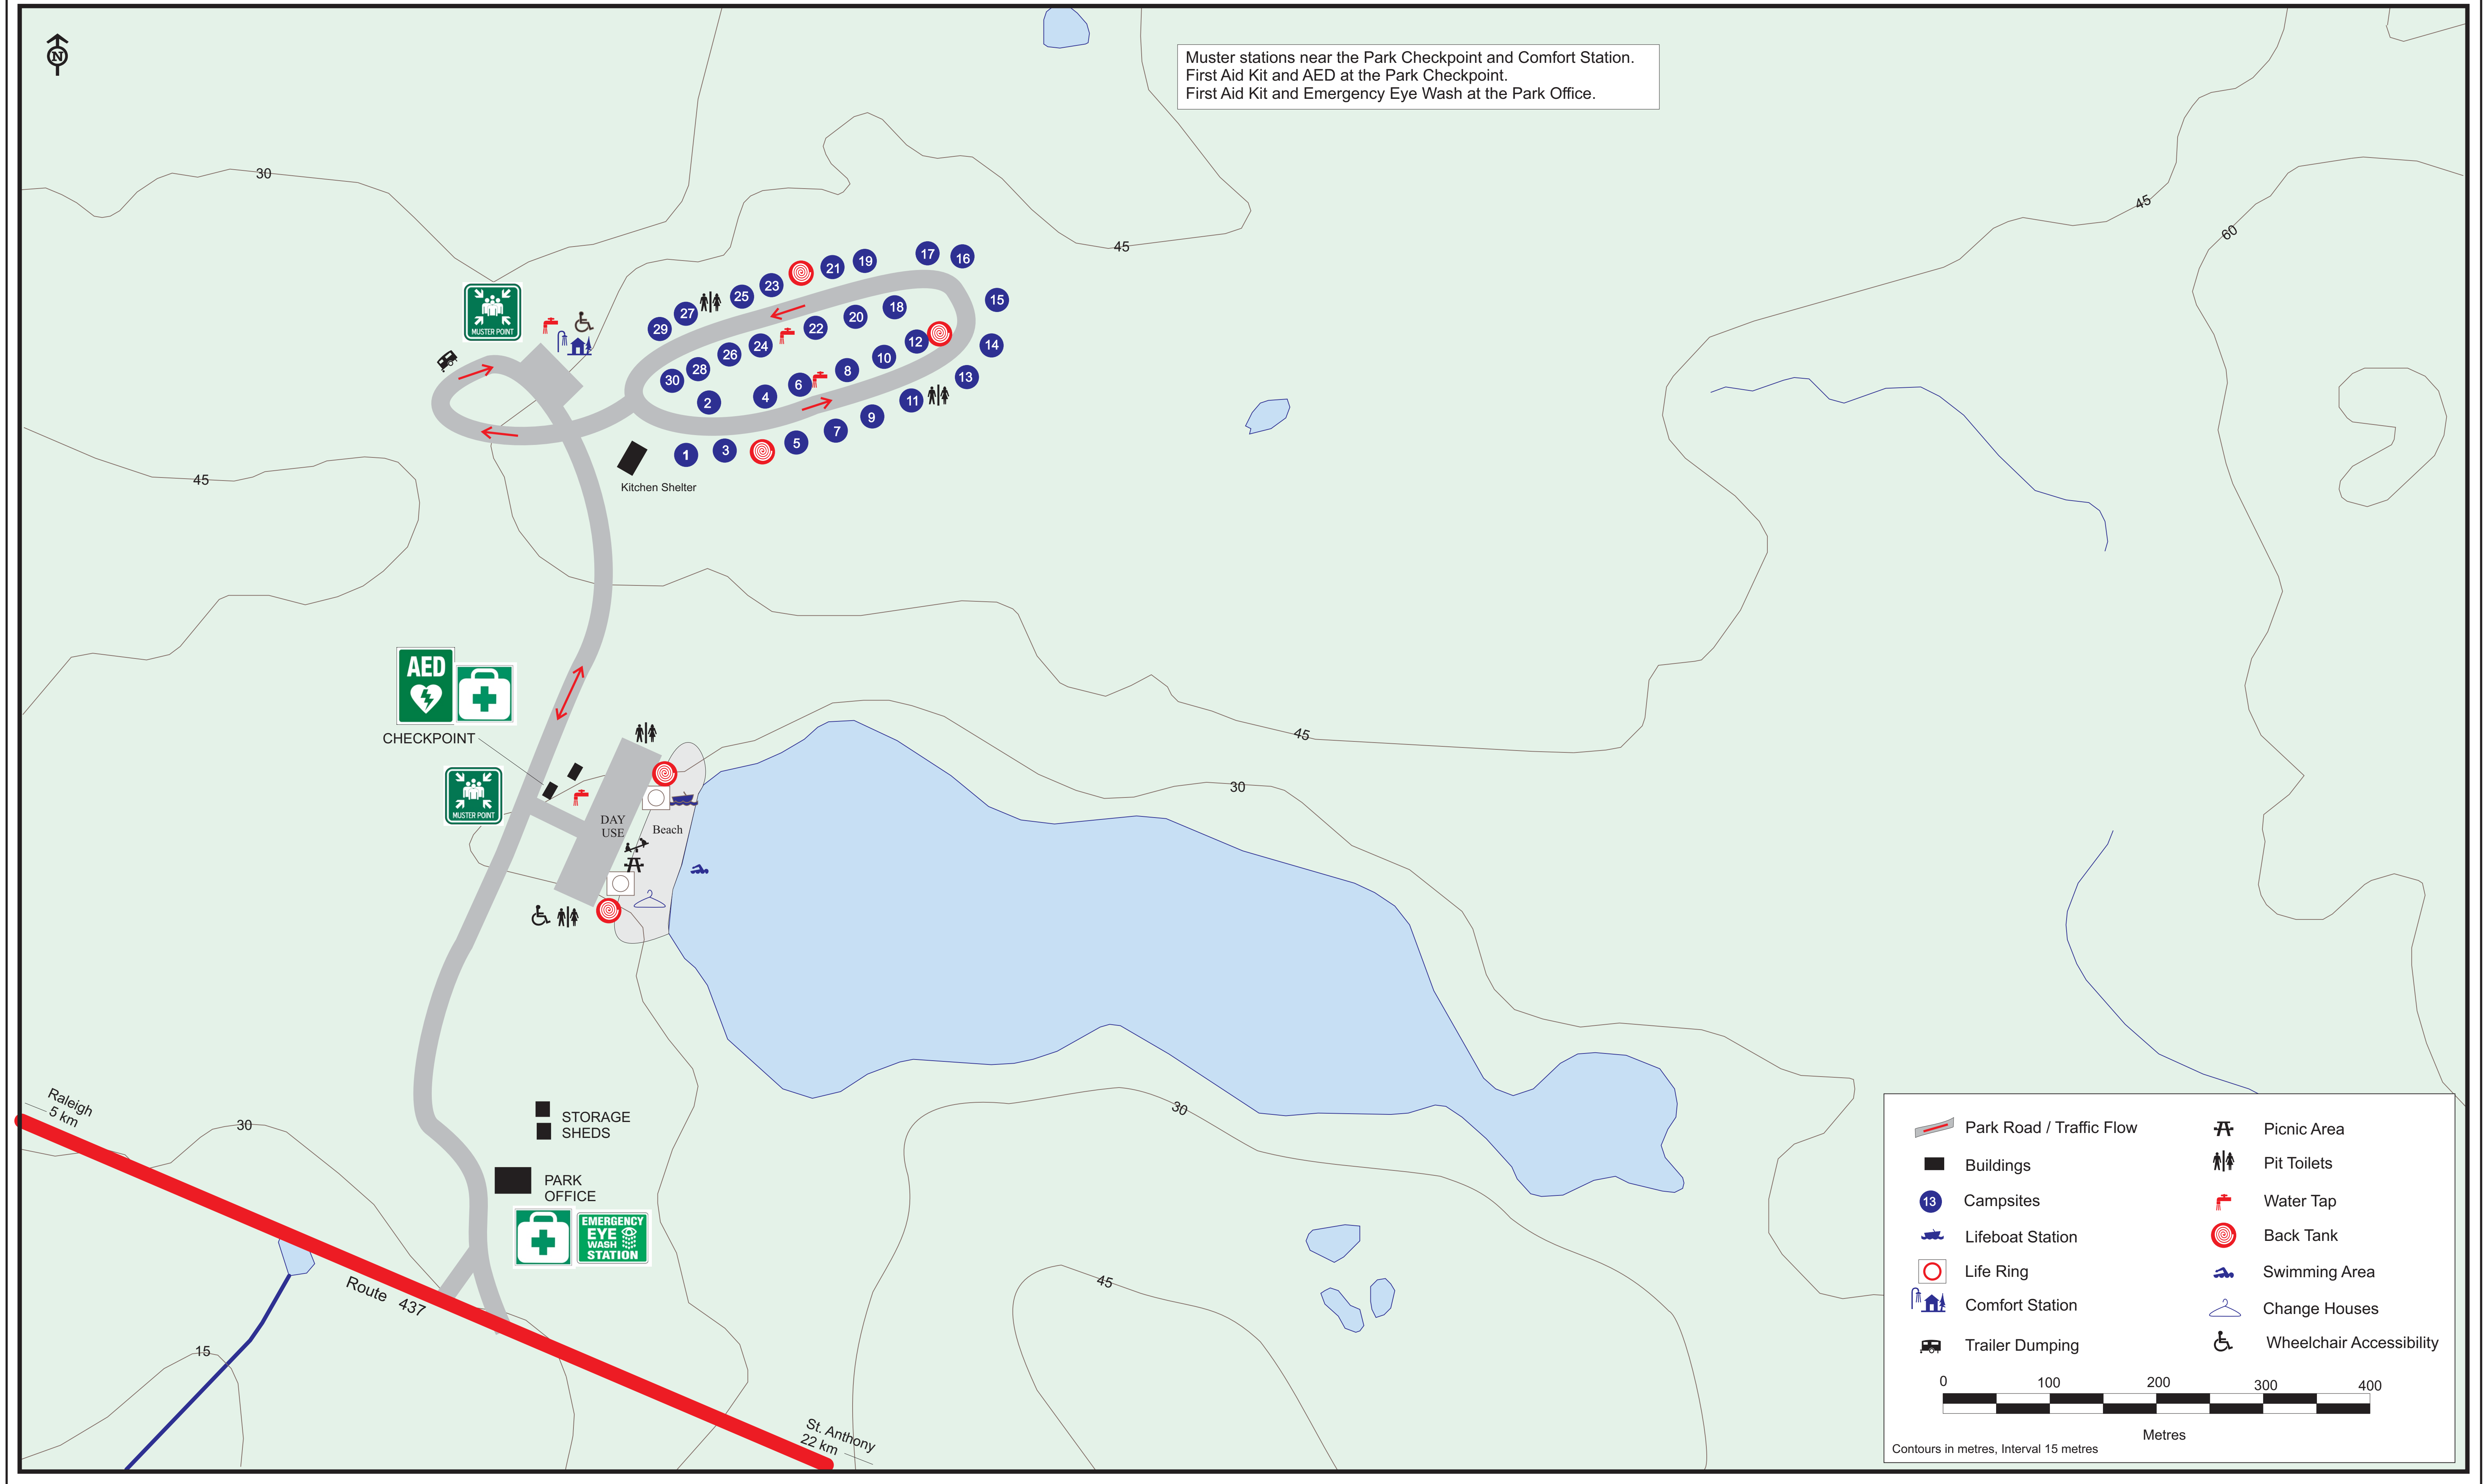 N
Muster stations near the Park Checkpoint and Comfort Station.
First Aid Kit and AED at the Park Checkpoint.
First Aid Kit and Emergency Eye Wash at the Park Office.
30
45
45
60
17
16
19
21
23
25
27
29
15
18
20
22
24
26
28
30
12
14
10
8
6
4
2
13
11
9
7
5
3
1
MUSTER POINT
Kitchen Shelter
45
AED
CHECKPOINT
MUSTER POINT
DAY
USE
Beach
45
30
30
Raleigh
5 km
30
STORAGE
SHEDS
PARK
OFFICE
EMERGENCY
EYE
WASH
STATION
Route 437
45
15
St. Anthony
22 km
Park Road / Traffic Flow
Buildings
13
Campsites
Lifeboat Station
Life Ring
Comfort Station
Trailer Dumping
Picnic Area
Pit Toilets
Water Tap
Back Tank
Swimming Area
Change Houses
Wheelchair Accessibility
0 100 200 300 400
Metres
Contours in metres, Interval 15 metres